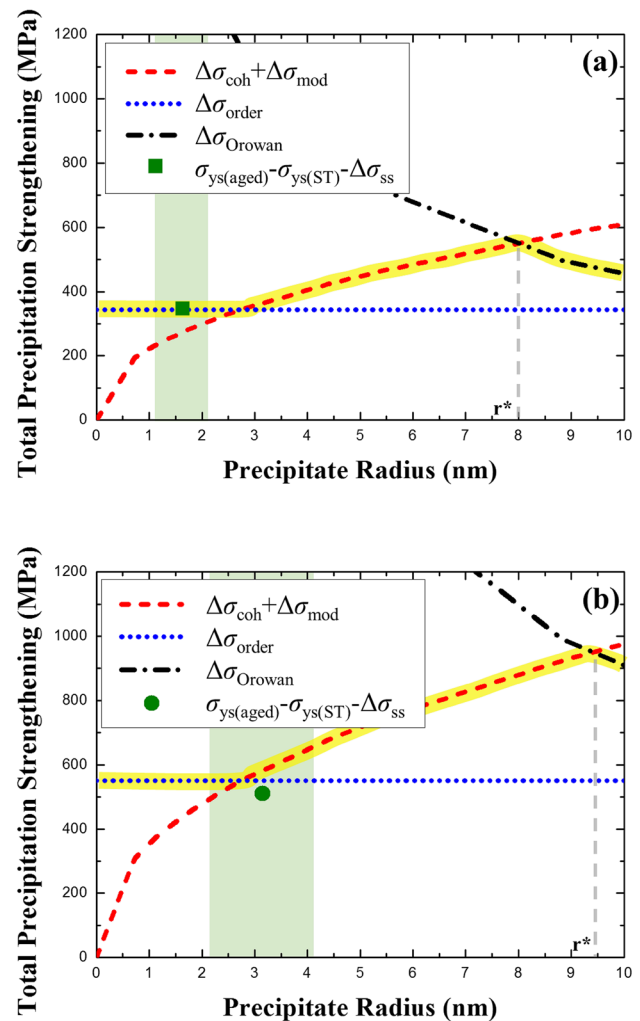 (a)
Total Precipitation Strengthening (MPa)
1200
1000
800
600
400
200
0
Δσcoh+Δσmod
Δσorder
ΔσOrowan
σys(aged)-σys(ST)-Δσss
r*
0 1 2 3 4 5 6 7 8 9 10
Precipitate Radius (nm)
(b)
Total Precipitation Strengthening (MPa)
1200
1000
800
600
400
200
0
Δσcoh+Δσmod
Δσorder
ΔσOrowan
σys(aged)-σys(ST)-Δσss
r*
0 1 2 3 4 5 6 7 8 9 10
Precipitate Radius (nm)